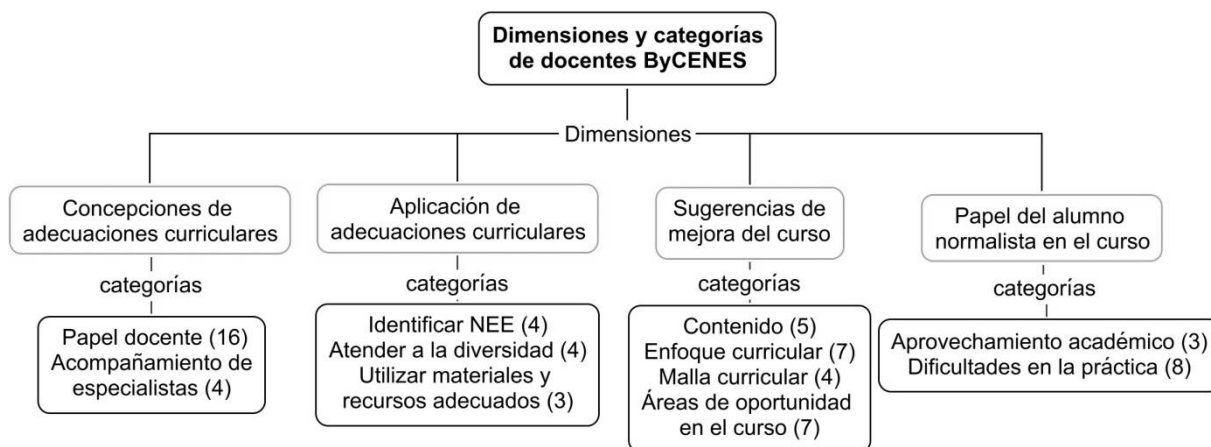 Dimensiones y categorías
de docentes ByCENES
Dimensiones
Concepciones de
adecuaciones curriculares
categorías
Papel docente (16)
Acompañamiento de
especialistas (4)
Aplicación de
adecuaciones curriculares
categorías
Identificar NEE (4)
Atender a la diversidad (4)
Utilizar materiales y
recursos adecuados (3)
Sugerencias de
mejora del curso
categorías
Contenido (5)
Enfoque curricular (7)
Malla curricular (4)
Áreas de oportunidad
en el curso (7)
Papel del alumno
normalista en el curso
categorías
Aprovechamiento académico (3)
Dificultades en la práctica (8)